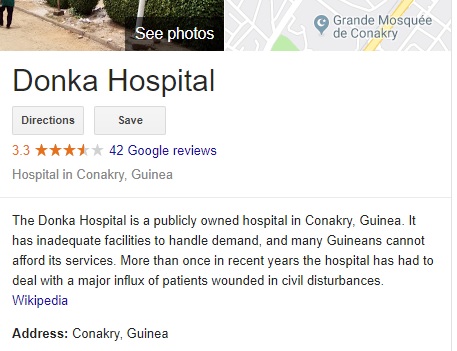 See photos
Grande Mosquée
de Conakry
Donka Hospital
Directions
Save
3.3 42 Google reviews
Hospital in Conakry, Guinea
The Donka Hospital is a publicly owned hospital in Conakry, Guinea. It
has inadequate facilities to handle demand, and many Guineans cannot
afford its services. More than once in recent years the hospital has had to
deal with a major influx of patients wounded in civil disturbances.
Wikipedia
Address: Conakry, Guinea